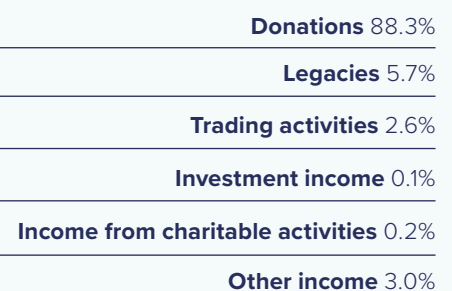 Donations 88.3%
Legacies 5.7%
Trading activities 2.6%
Investment income 0.1%
Income from charitable activities 0.2%
Other income 3.0%